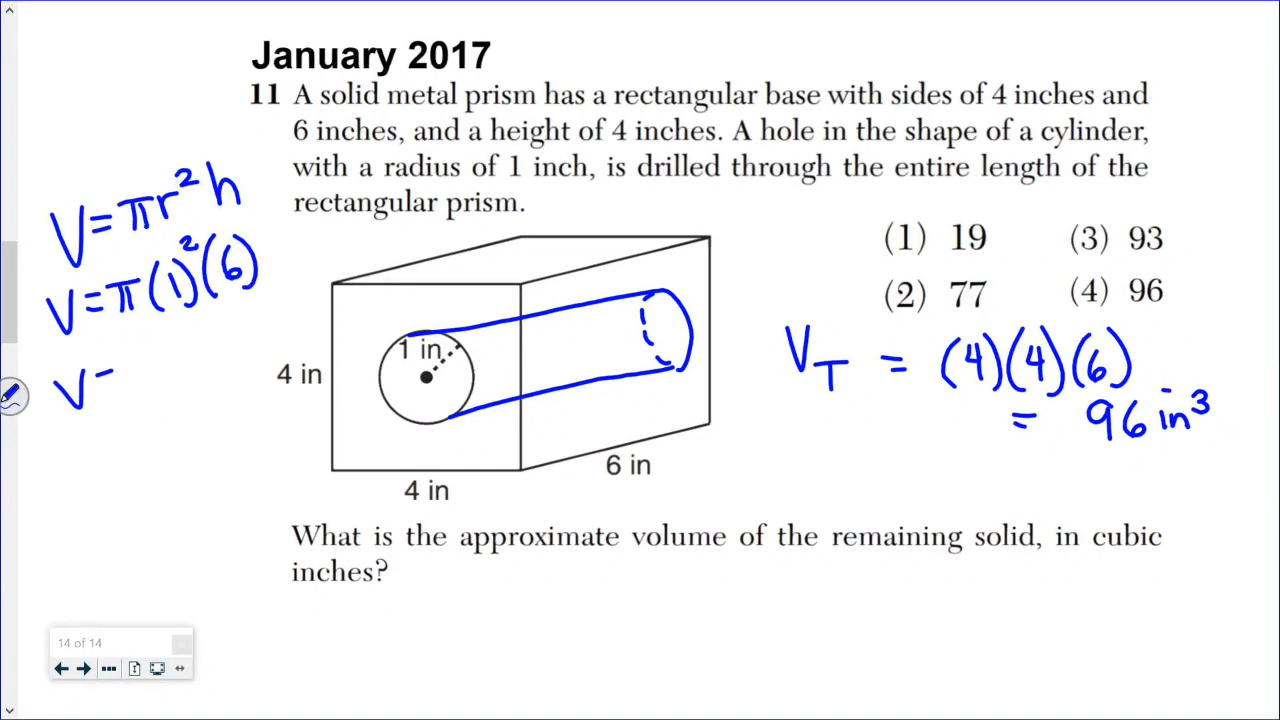 January 2017
11 A solid metal prism has a rectangular base with sides of 4 inches and
6 inches, and a height of 4 inches. A hole in the shape of a cylinder,
with a radius of 1 inch, is drilled through the entire length of the
rectangular prism.
V = πr²h
V = π(1)²(6)
V =
(1) 19 (3) 93
(2) 77 (4) 96
1 in
4 in
4 in
6 in
V_T = (4)(4)(6)
= 96 in³
What is the approximate volume of the remaining solid, in cubic
inches?
14 of 14